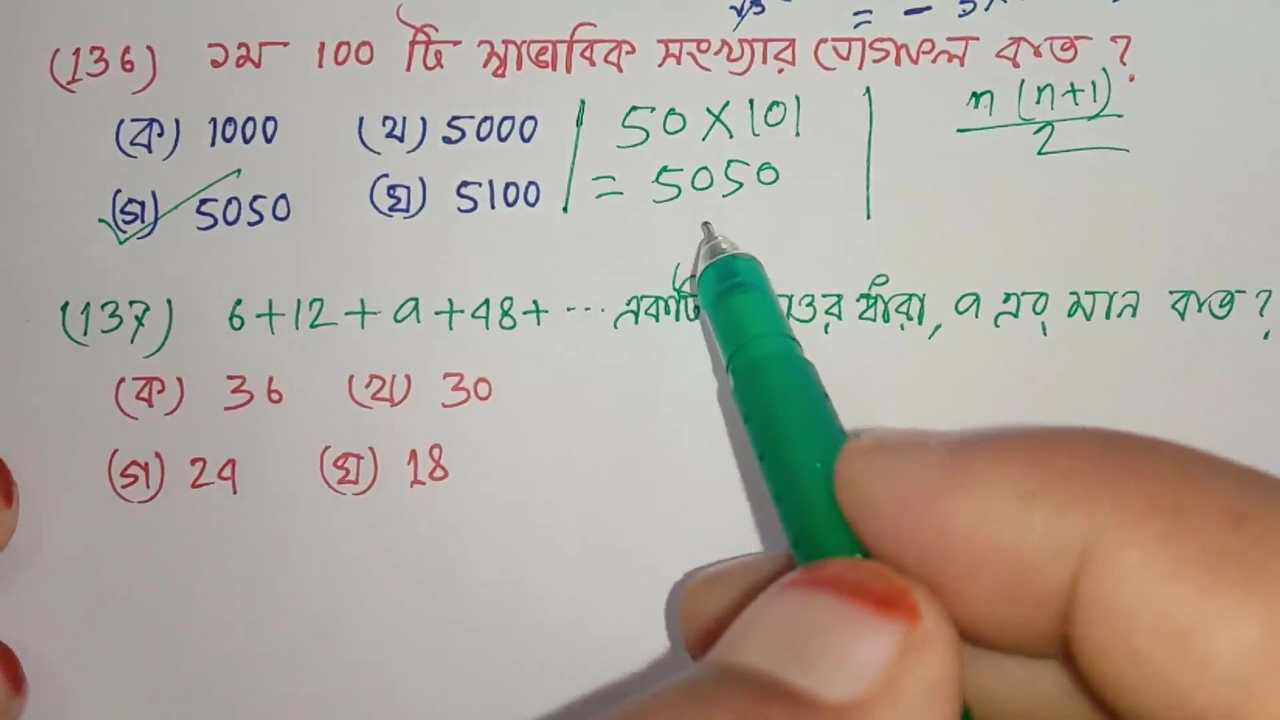 (136) ১ম 100 টি স্বাভাবিক সংখ্যার যোগফল কত ?
(ক) 1000 (খ) 5000
(গ) 5050 (ঘ) 5100
50 × 101
= 5050
n (n+1)
2
(137) 6+12+a+48+ ... একটি ধারা, a এর মান কত ?
(ক) 36 (খ) 30
(গ) 24 (ঘ) 18